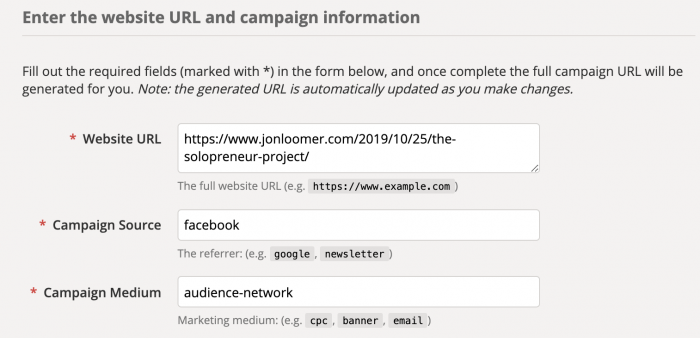 Enter the website URL and campaign information
Fill out the required fields (marked with *) in the form below, and once complete the full campaign URL will be
generated for you. Note: the generated URL is automatically updated as you make changes.
* Website URL
https://www.jonloomer.com/2019/10/25/the-
solopreneur-project/
The full website URL (e.g. https://www.example.com )
* Campaign Source
facebook
The referrer: (e.g. google , newsletter )
* Campaign Medium
audience-network
Marketing medium: (e.g. cpc , banner , email )